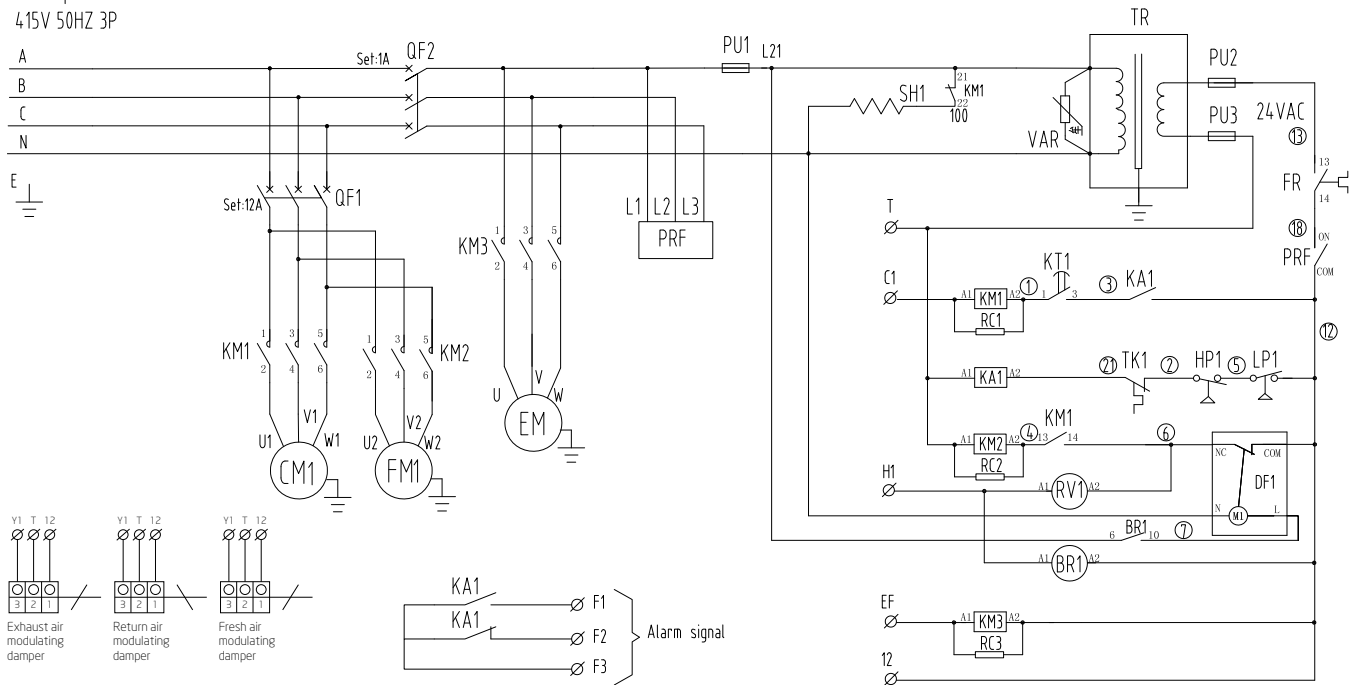 415V 50HZ 3P
A
B
C
N
E
Set:1A
QF2
PU1
L21
SH1
21
KM1
22
100
VAR
TR
PU2
PU3
24VAC
13
13
FR
14
18
ON
PRF
COM
12
Set:12A
QF1
KM3
1 3 5
2 4 6
L1 L2 L3
PRF
KM1
1 3 5
2 4 6
1 3 5
2 4 6
KM2
U V W
EM
U1 V1 W1
CM1
U2 V2 W2
FM1
T
C1
A1 KM1 A2
RC1
1
KT1
1 3
3
KA1
A1 KA1 A2
21
TK1
2
HP1
5
LP1
A1 KM2 A2
RC2
4
KM1
13 14
6
NC COM
DF1
N M1 L
H1
A1 RV1 A2
BR1
6 10
7
A1 BR1 A2
EF
A1 KM3 A2
RC3
12
Y1 T 12
3 2 1
Exhaust air
modulating
damper
Y1 T 12
3 2 1
Return air
modulating
damper
Y1 T 12
3 2 1
Fresh air
modulating
damper
KA1
F1
KA1
F2
F3
Alarm signal